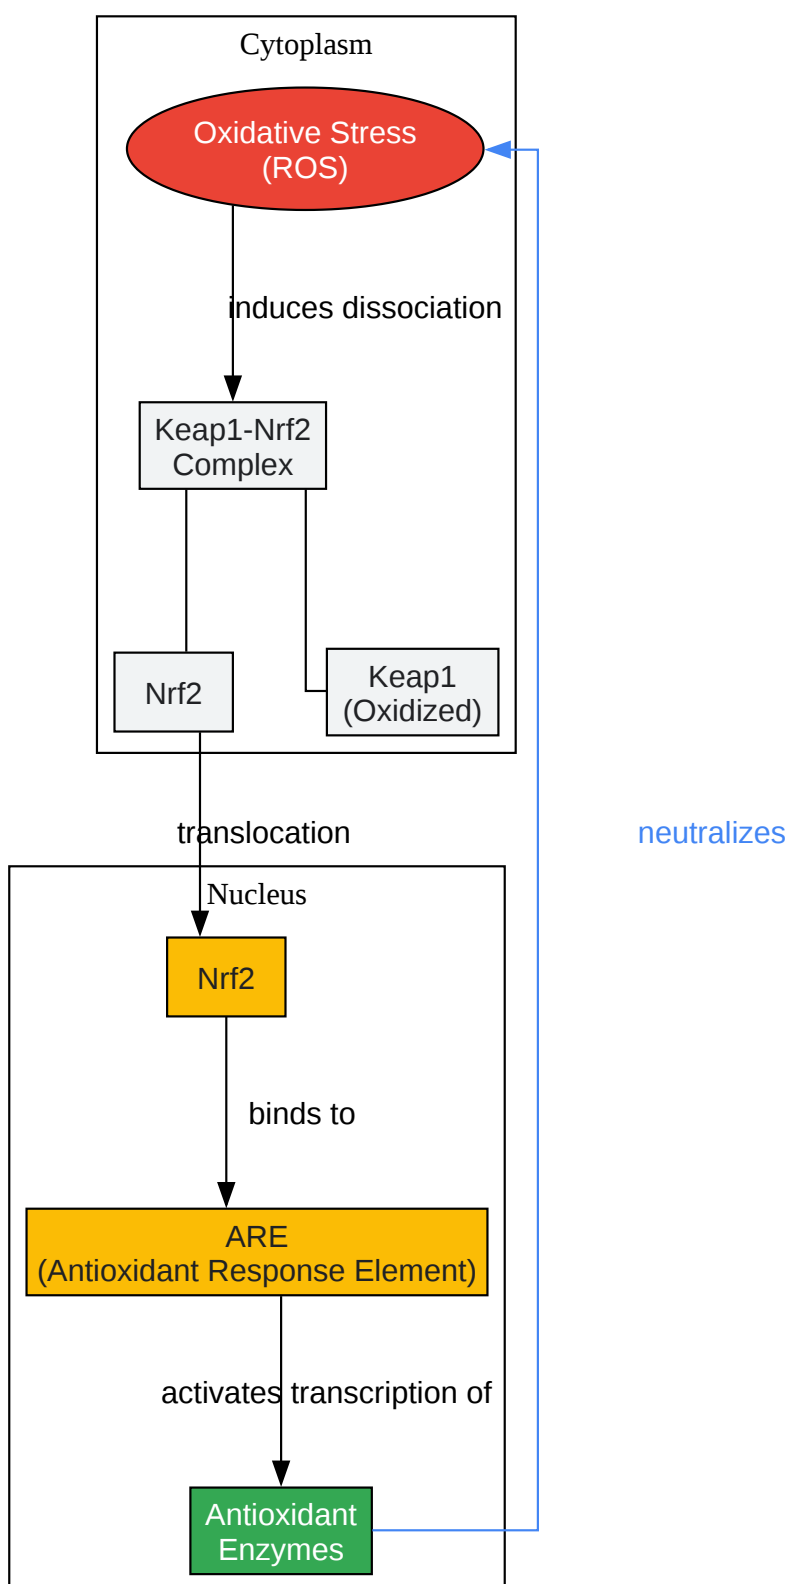 Cytoplasm
Oxidative Stress
(ROS)
induces dissociation
Keap1-Nrf2
Complex
Nrf2
Keap1
(Oxidized)
translocation
neutralizes
Nucleus
Nrf2
binds to
ARE
(Antioxidant Response Element)
activates transcription of
Antioxidant
Enzymes